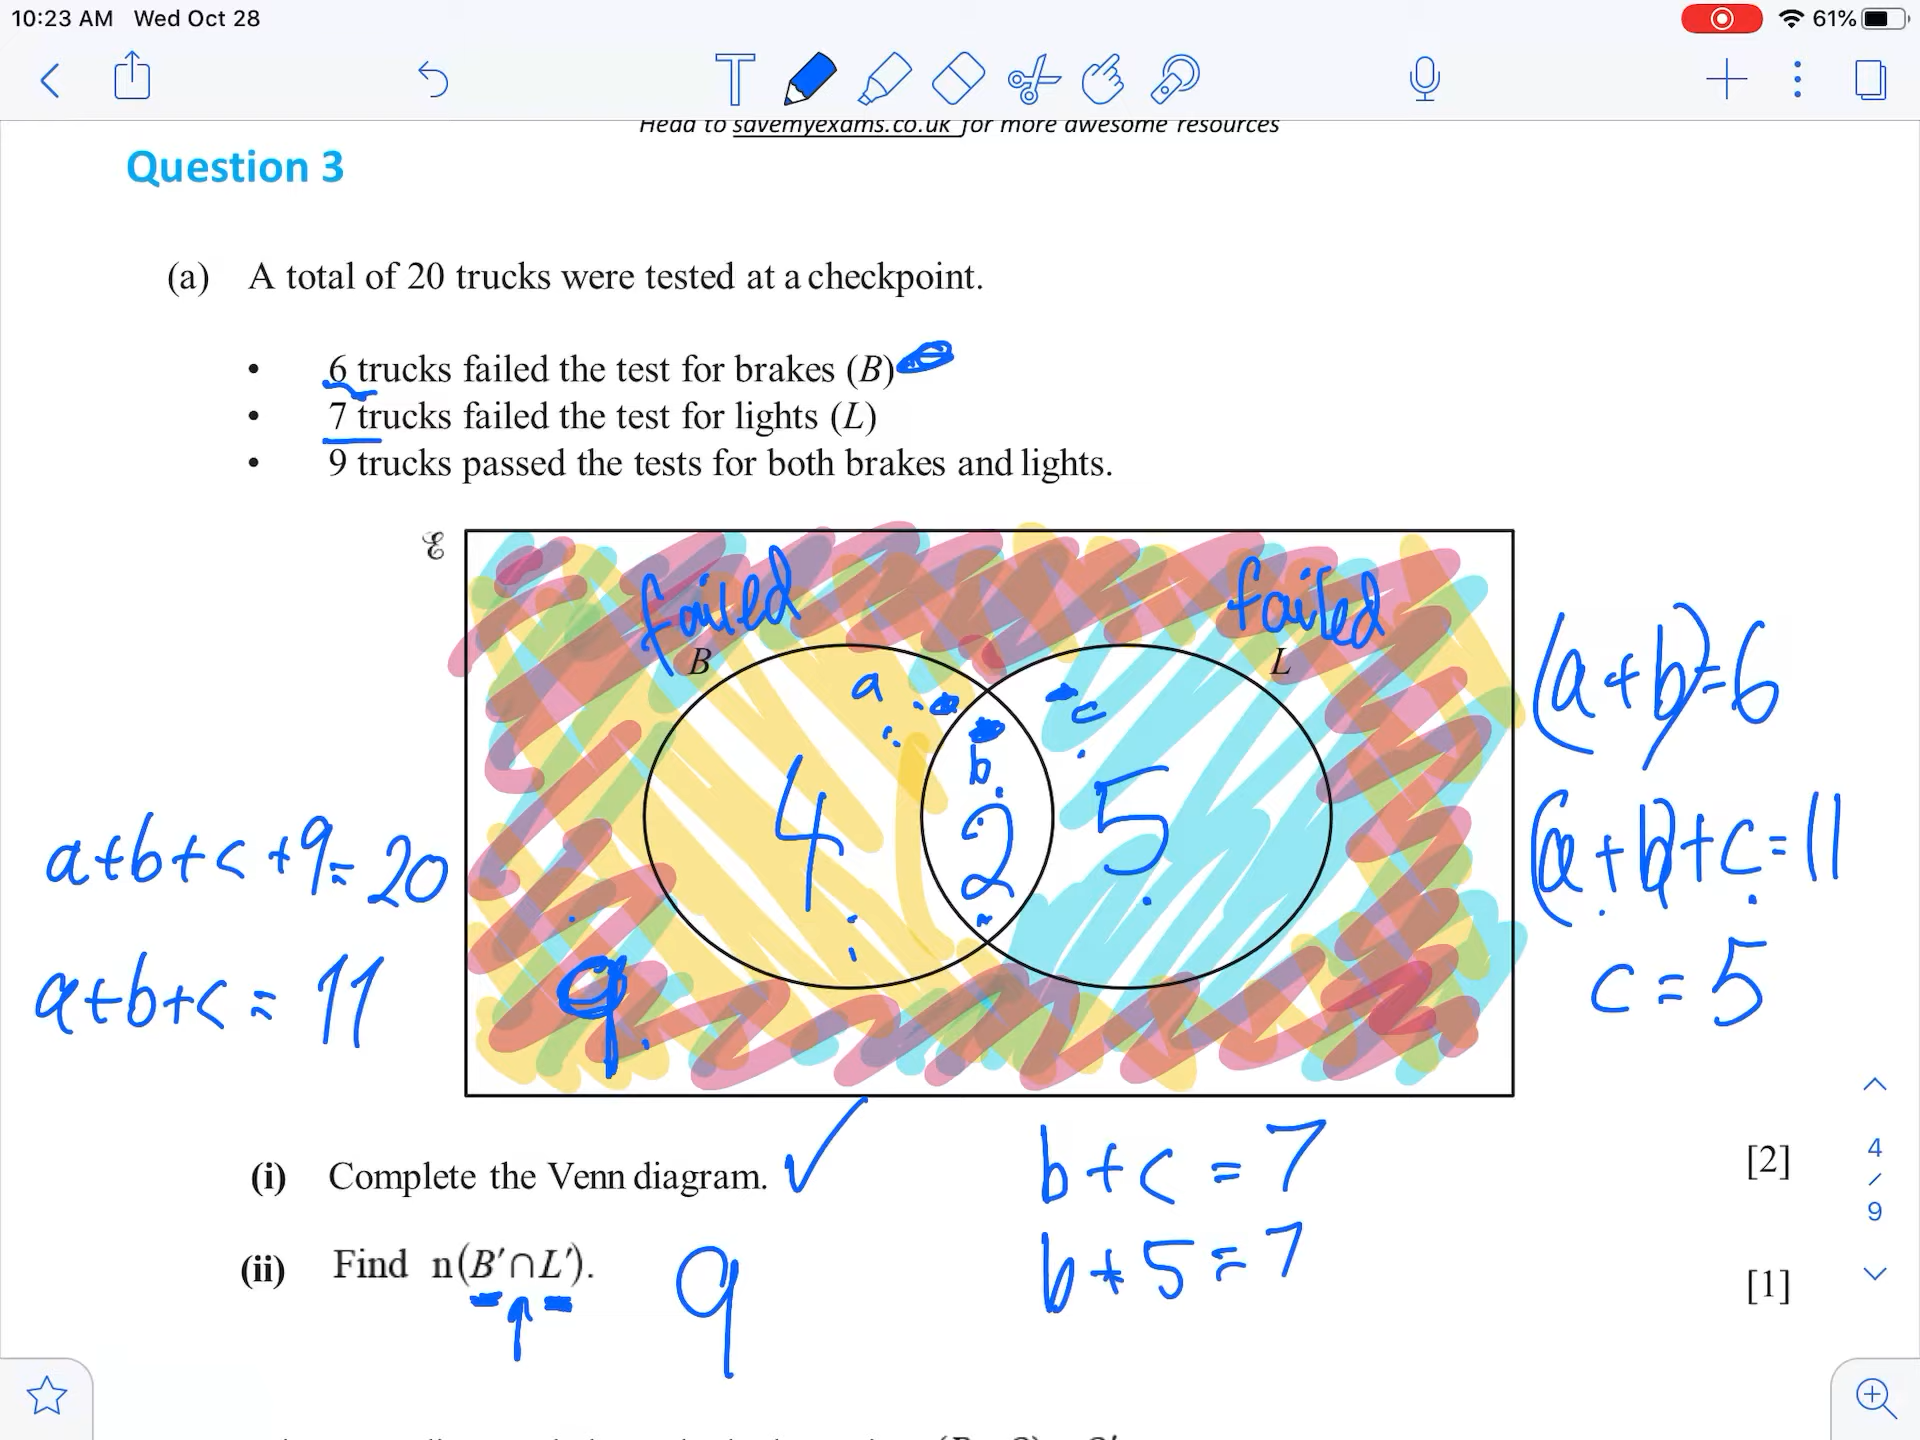 10:23 AM Wed Oct 28
61%
T
Head to savemyexams.co.uk for more awesome resources
Question 3
(a) A total of 20 trucks were tested at a checkpoint.
• 6 trucks failed the test for brakes (B)
• 7 trucks failed the test for lights (L)
• 9 trucks passed the tests for both brakes and lights.
ℰ
failed
failed
B
L
a
b
c
4
2
5
9
(a+b)=6
(a+b)+c=11
c=5
a+b+c+9=20
a+b+c=11
(i) Complete the Venn diagram. ✓
[2]
b+c=7
b+5=7
(ii) Find n(B′∩L′).
9
[1]
4
/
9